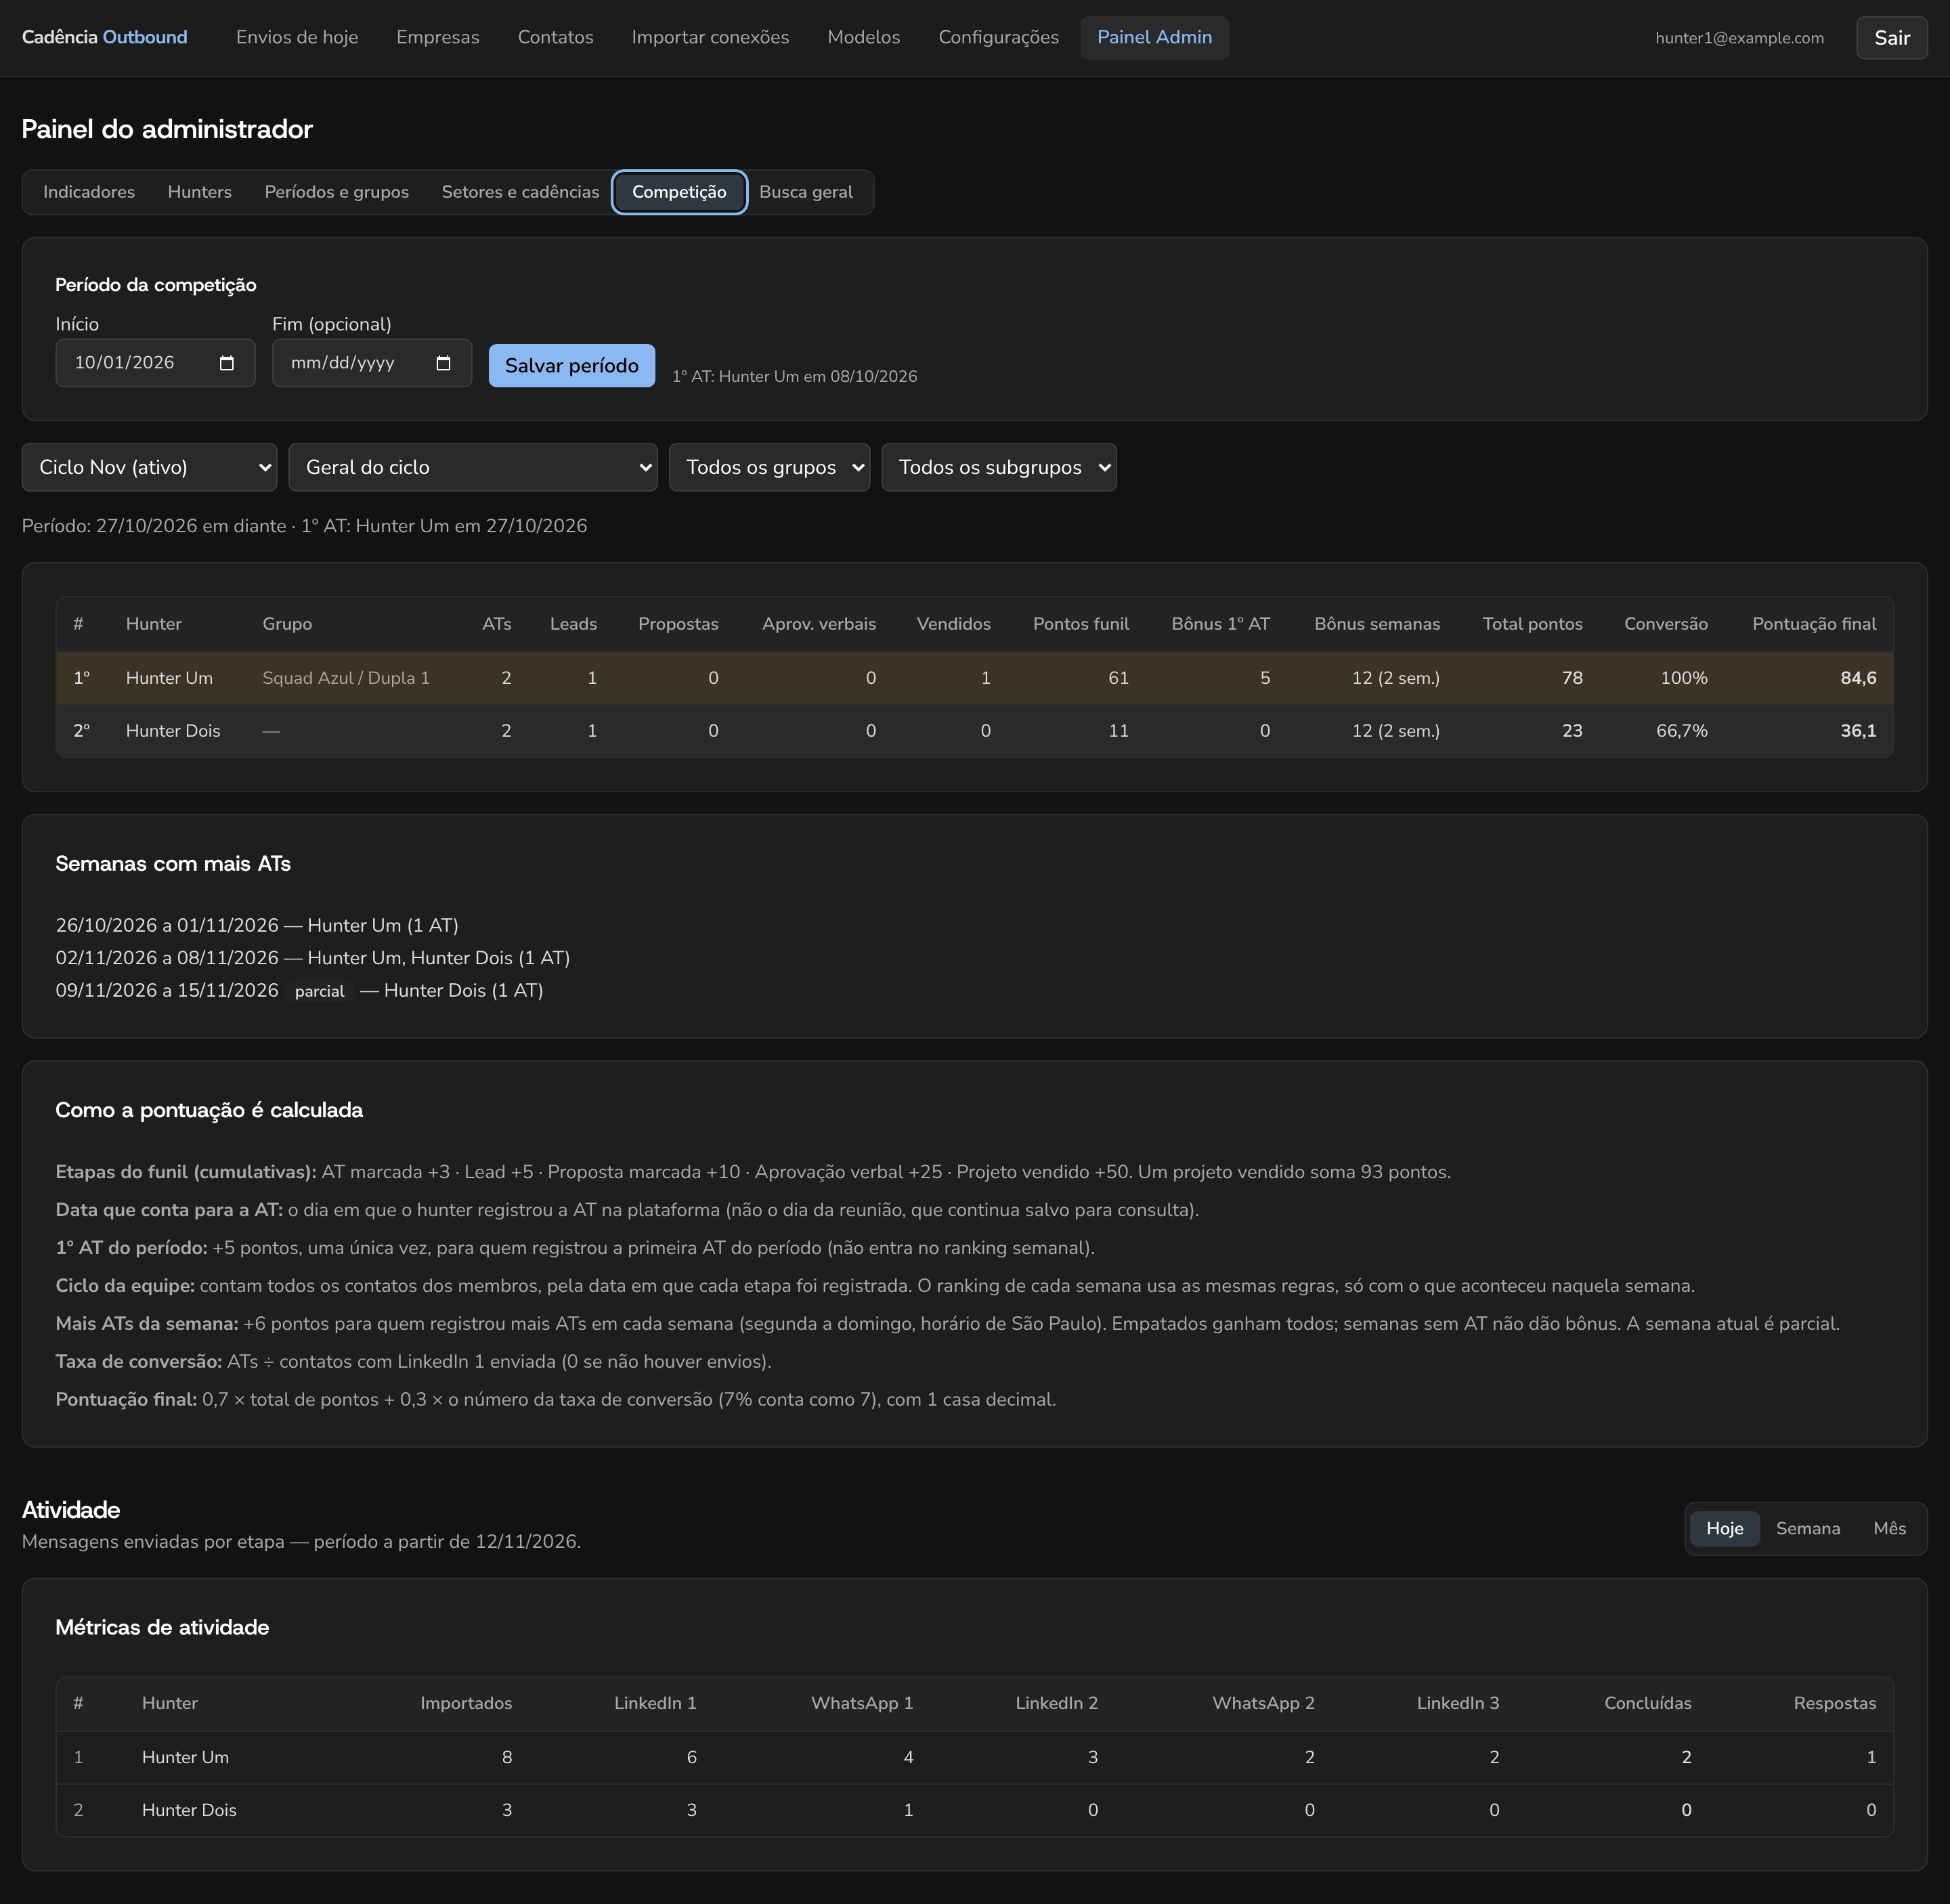 Cadência Outbound Envios de hoje Empresas Contatos Importar conexões Modelos Configurações Painel Admin hunter1@example.com Sair
Painel do administrador
Indicadores Hunters Períodos e grupos Setores e cadências Competição Busca geral
Período da competição
Início Fim (opcional)
10/01/2026 mm/dd/yyyy Salvar período 1º AT: Hunter Um em 08/10/2026
Ciclo Nov (ativo) Geral do ciclo Todos os grupos Todos os subgrupos
Período: 27/10/2026 em diante · 1º AT: Hunter Um em 27/10/2026
# Hunter Grupo ATs Leads Propostas Aprov. verbais Vendidos Pontos funil Bônus 1º AT Bônus semanas Total pontos Conversão Pontuação final
1º Hunter Um Squad Azul / Dupla 1 2 1 0 0 1 61 5 12 (2 sem.) 78 100% 84,6
2º Hunter Dois — 2 1 0 0 0 11 0 12 (2 sem.) 23 66,7% 36,1
Semanas com mais ATs
26/10/2026 a 01/11/2026 — Hunter Um (1 AT)
02/11/2026 a 08/11/2026 — Hunter Um, Hunter Dois (1 AT)
09/11/2026 a 15/11/2026 parcial — Hunter Dois (1 AT)
Como a pontuação é calculada
Etapas do funil (cumulativas): AT marcada +3 · Lead +5 · Proposta marcada +10 · Aprovação verbal +25 · Projeto vendido +50. Um projeto vendido soma 93 pontos.
Data que conta para a AT: o dia em que o hunter registrou a AT na plataforma (não o dia da reunião, que continua salvo para consulta).
1º AT do período: +5 pontos, uma única vez, para quem registrou a primeira AT do período (não entra no ranking semanal).
Ciclo da equipe: contam todos os contatos dos membros, pela data em que cada etapa foi registrada. O ranking de cada semana usa as mesmas regras, só com o que aconteceu naquela semana.
Mais ATs da semana: +6 pontos para quem registrou mais ATs em cada semana (segunda a domingo, horário de São Paulo). Empatados ganham todos; semanas sem AT não dão bônus. A semana atual é parcial.
Taxa de conversão: ATs ÷ contatos com LinkedIn 1 enviada (0 se não houver envios).
Pontuação final: 0,7 × total de pontos + 0,3 × o número da taxa de conversão (7% conta como 7), com 1 casa decimal.
Atividade
Mensagens enviadas por etapa — período a partir de 12/11/2026.
Hoje Semana Mês
Métricas de atividade
# Hunter Importados LinkedIn 1 WhatsApp 1 LinkedIn 2 WhatsApp 2 LinkedIn 3 Concluídas Respostas
1 Hunter Um 8 6 4 3 2 2 2 1
2 Hunter Dois 3 3 1 0 0 0 0 0